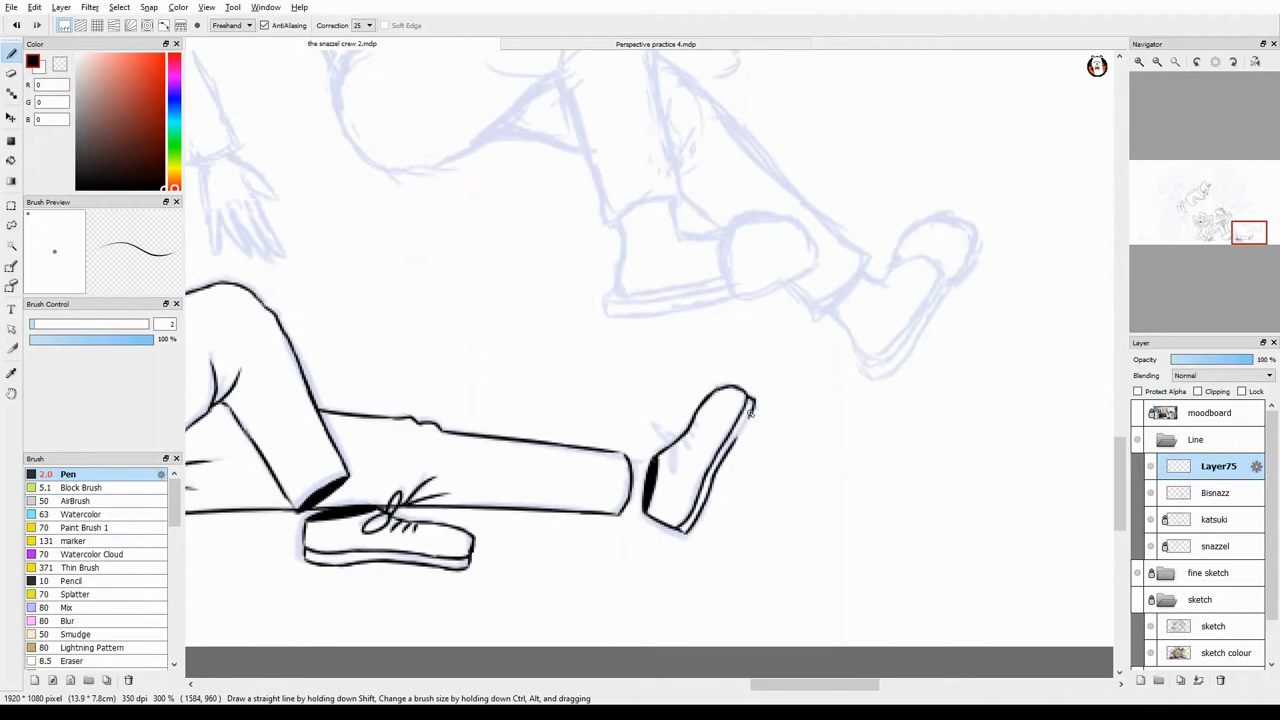 File Edit Layer Filter Select Snap Color View Tool Window Help
OFF Freehand AntiAliasing Correction 25 Soft Edge
Color
the snazzel crew 2.mdp
Perspective practice 4.mdp
Navigator
R 0
G 0
B 0
Brush Preview
Brush Control
2
100 %
Layer
Opacity 100 %
Blending Normal
Protect Alpha Clipping Lock
moodboard
Line
Layer75
Bisnazz
katsuki
snazzel
fine sketch
sketch
sketch
sketch colour
Brush
2.0 Pen
5.1 Block Brush
50 AirBrush
63 Watercolor
70 Paint Brush 1
131 marker
70 Watercolor Cloud
371 Thin Brush
10 Pencil
70 Splatter
80 Mix
80 Blur
50 Smudge
80 Lightning Pattern
8.5 Eraser
1920 * 1080 pixel (13.9 * 7.8cm) 350 dpi 300 % ( 1584, 960 ) Draw a straight line by holding down Shift, Change a brush size by holding down Ctrl, Alt, and dragging